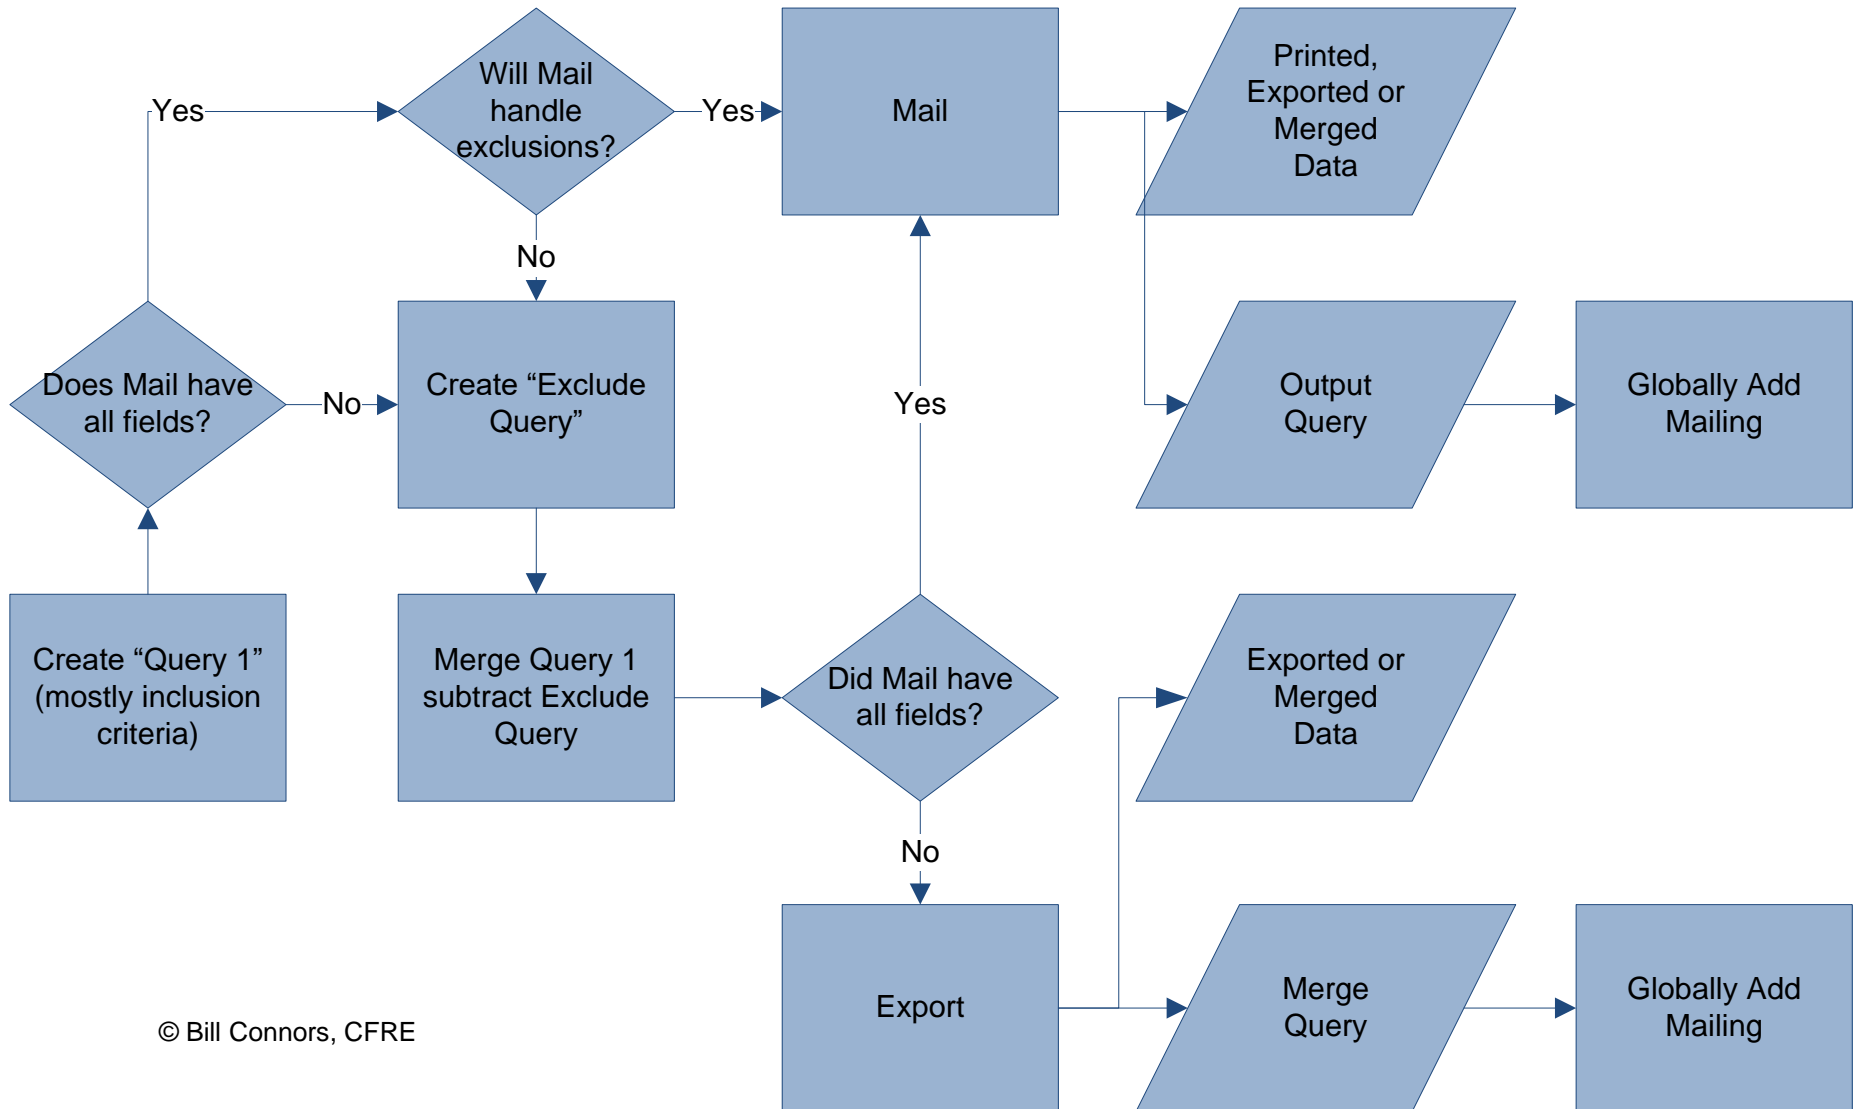 Will Mail
handle
exclusions?
Yes
Yes
Mail
Printed,
Exported or
Merged
Data
No
Does Mail have
all fields?
No
Create “Exclude
Query”
Yes
Output
Query
Globally Add
Mailing
Create “Query 1”
(mostly inclusion
criteria)
Merge Query 1
subtract Exclude
Query
Did Mail have
all fields?
Exported or
Merged
Data
No
Export
Merge
Query
Globally Add
Mailing
© Bill Connors, CFRE